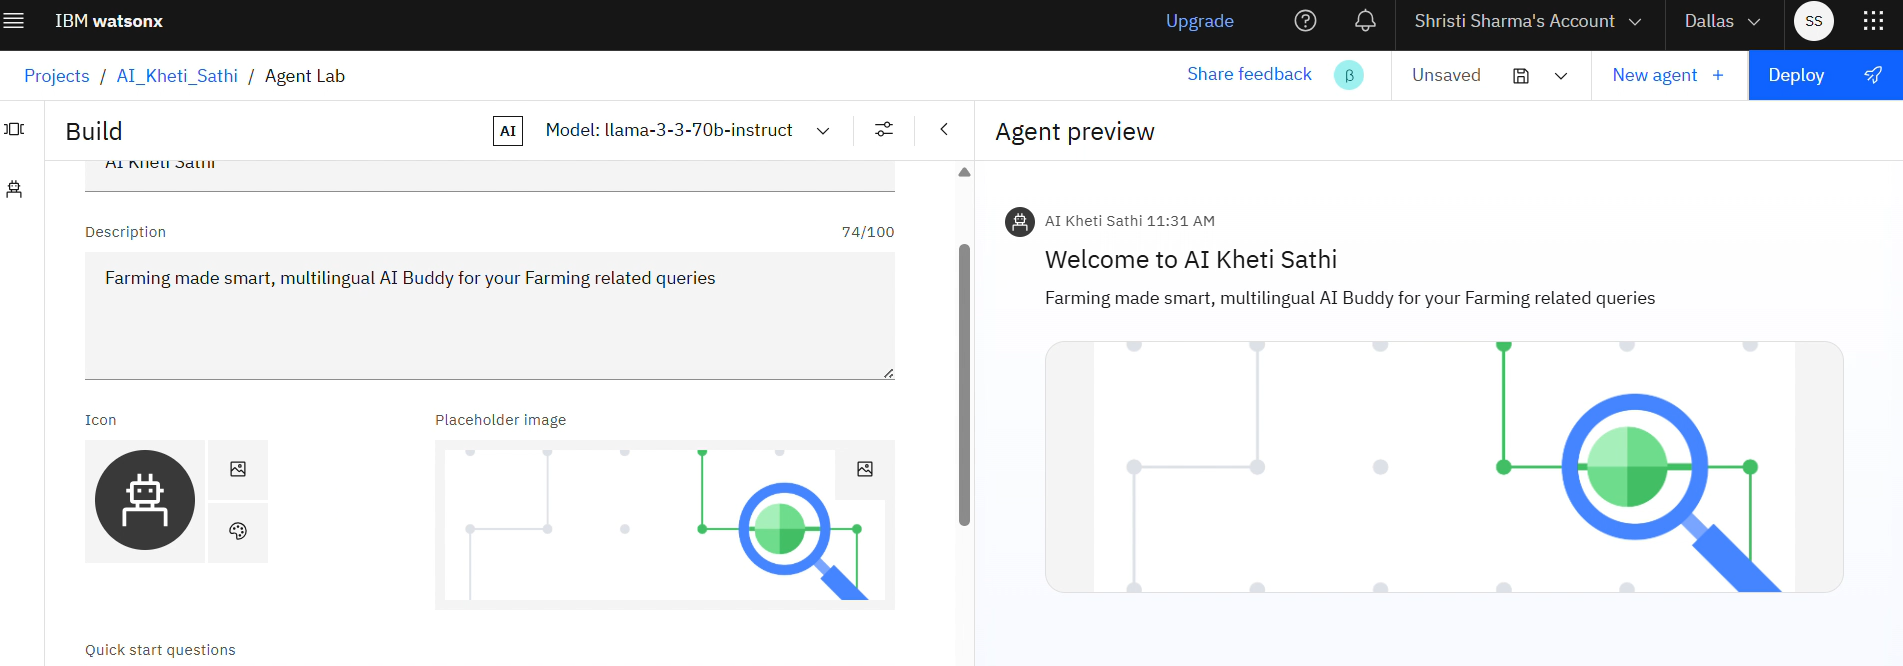 IBM watsonx
Upgrade
Shristi Sharma's Account
Dallas
SS
Projects / AI_Kheti_Sathi / Agent Lab
Share feedback
β
Unsaved
New agent +
Deploy
Build
AI
Model: llama-3-3-70b-instruct
Agent preview
AI Kheti Sathi
Description
74/100
Farming made smart, multilingual AI Buddy for your Farming related queries
Icon
Placeholder image
Quick start questions
AI Kheti Sathi 11:31 AM
Welcome to AI Kheti Sathi
Farming made smart, multilingual AI Buddy for your Farming related queries